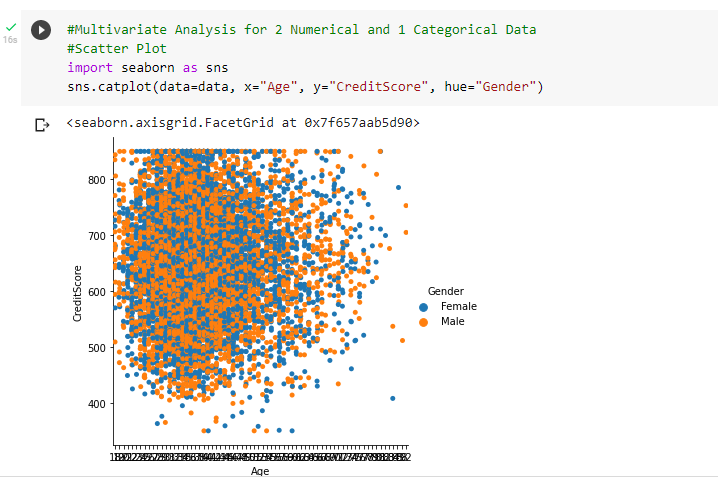 #Multivariate Analysis for 2 Numerical and 1 Categorical Data
16s
#Scatter Plot
import seaborn as sns
sns.catplot(data=data, x="Age", y="CreditScore", hue="Gender")
<seaborn.axisgrid.FacetGrid at 0x7f657aab5d90>
800
700
600
500
400
CreditScore
Gender
Female
Male
Age